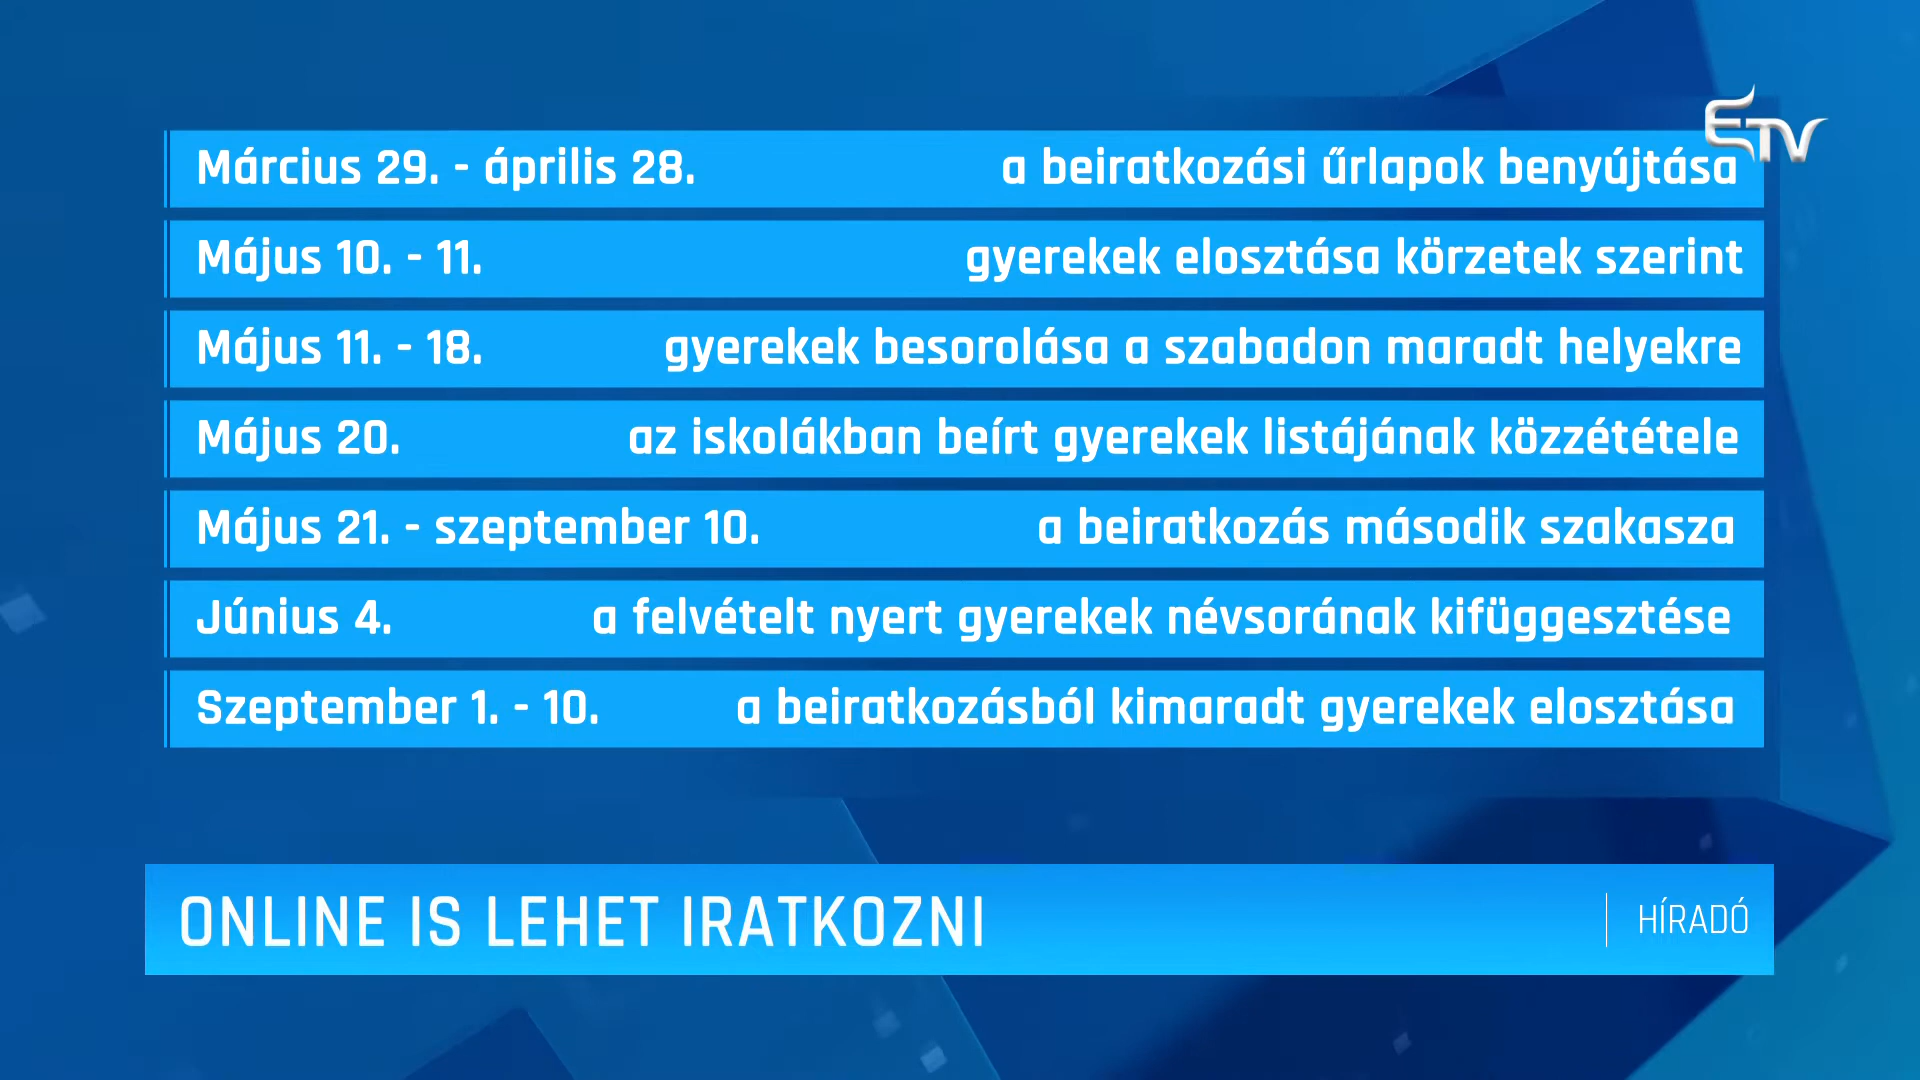 ETV
Március 29. - április 28. a beiratkozási űrlapok benyújtása
Május 10. - 11. gyerekek elosztása körzetek szerint
Május 11. - 18. gyerekek besorolása a szabadon maradt helyekre
Május 20. az iskolákban beírt gyerekek listájának közzététele
Május 21. - szeptember 10. a beiratkozás második szakasza
Június 4. a felvételt nyert gyerekek névsorának kifüggesztése
Szeptember 1. - 10. a beiratkozásból kimaradt gyerekek elosztása
ONLINE IS LEHET IRATKOZNI
HÍRADÓ